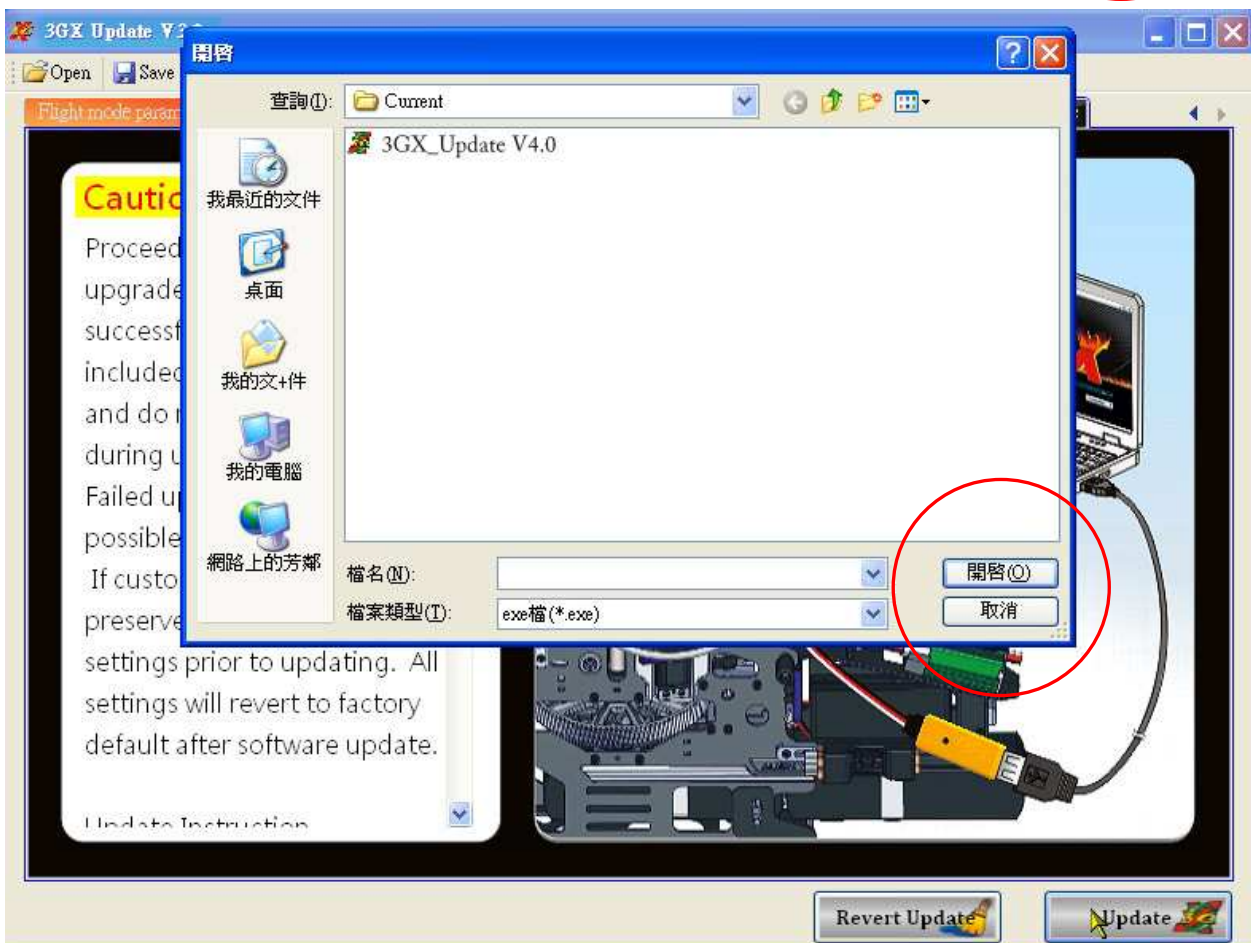 3GX Update V
開啓
Open
Save
查詢(I):
Current
Flight mode param
3GX_Update V4.0
我最近的文件
桌面
我的文+件
我的電腦
網路上的芳鄰
檔名(N):
開啓(O)
檔案類型(T):
exe檔(*.exe)
取消
Cautic
Proceed
upgrade
successf
included
and do
during u
Failed up
possible
If custo
preserve
settings prior to updating. All
settings will revert to factory
default after software update.
Update Instruction
Revert Update
Update